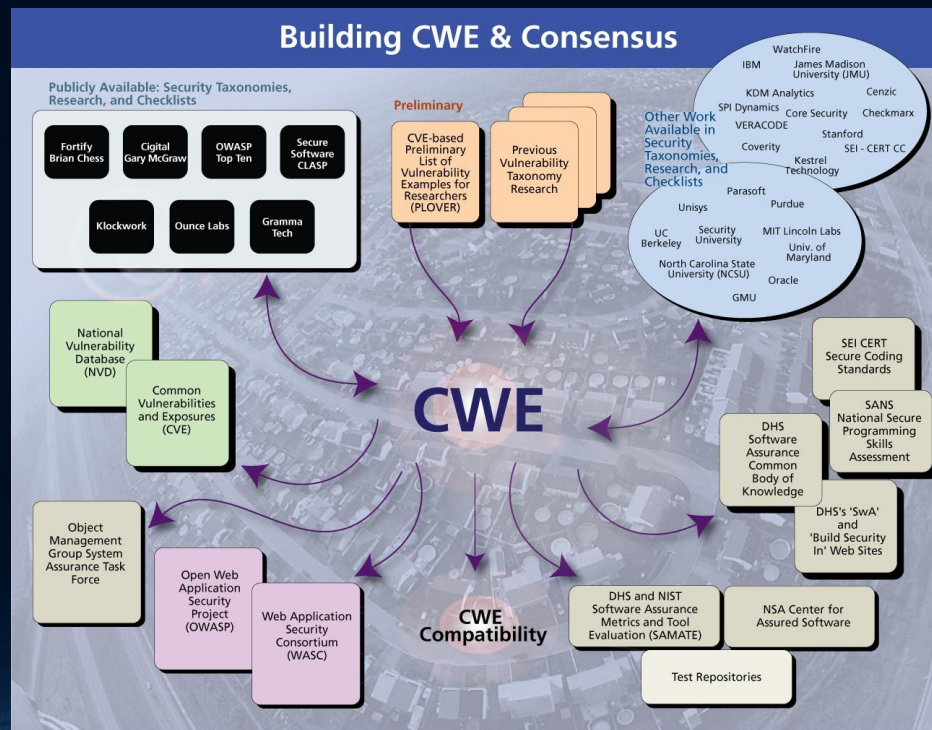 Building CWE & Consensus
Publicly Available: Security Taxonomies,
Research, and Checklists
Fortify
Brian Chess
Cigital
Gary McGraw
OWASP
Top Ten
Secure
Software
CLASP
Klockwork
Ounce Labs
Gramma
Tech
Preliminary
CVE-based
Preliminary
List of
Vulnerability
Examples for
Researchers
(PLOVER)
Previous
Vulnerability
Taxonomy
Research
Other Work
Available in
Security
Taxonomies,
Research, and
Checklists
WatchFire
IBM
James Madison
University (JMU)
KDM Analytics
Cenzic
SPI Dynamics
Core Security
Checkmarx
VERACODE
Stanford
Coverity
SEI - CERT CC
Kestrel
Technology
Parasoft
Unisys
Purdue
UC
Berkeley
Security
University
MIT Lincoln Labs
Univ. of
Maryland
North Carolina State
University (NCSU)
Oracle
GMU
National
Vulnerability
Database
(NVD)
Common
Vulnerabilities
and Exposures
(CVE)
CWE
SEI CERT
Secure Coding
Standards
SANS
National Secure
Programming
Skills
Assessment
DHS
Software
Assurance
Common
Body of
Knowledge
DHS's 'SwA'
and
'Build Security
In' Web Sites
Object
Management
Group System
Assurance Task
Force
Open Web
Application
Security
Project
(OWASP)
Web Application
Security
Consortium
(WASC)
CWE
Compatibility
DHS and NIST
Software Assurance
Metrics and Tool
Evaluation (SAMATE)
NSA Center for
Assured Software
Test Repositories